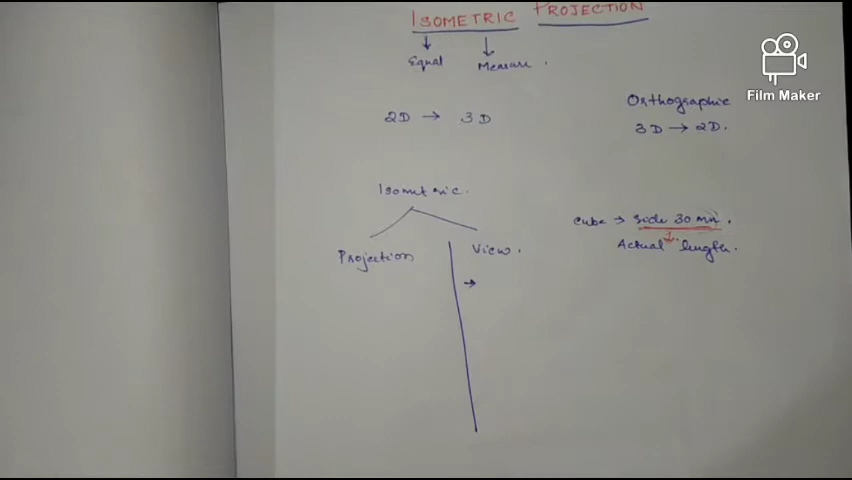 ISOMETRIC PROJECTION
Equal Measure.
2D → 3D
Orthographic
3D → 2D.
Isometric.
Projection View.
→
Cube → Side 30 mm.
Actual length.
Film Maker